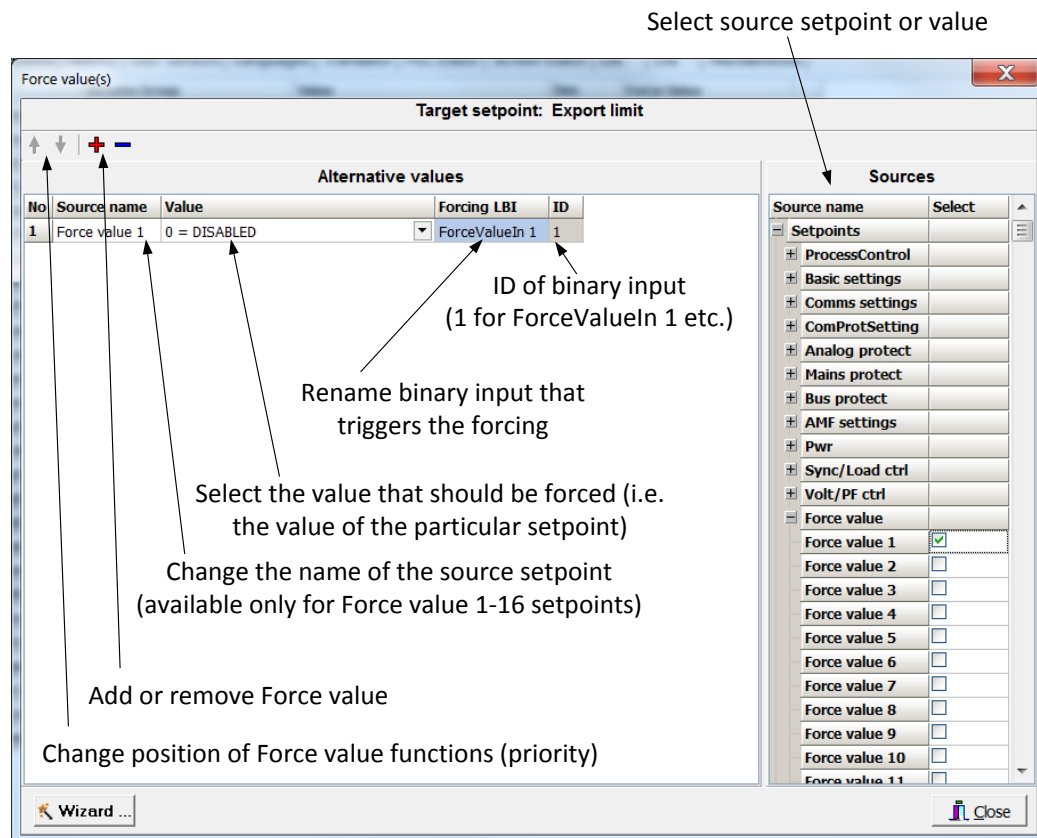 Select source setpoint or value
Force value(s)
X
Target setpoint: Export limit
Alternative values
Sources
No Source name Value Forcing LBI ID
1 Force value 1 0 = DISABLED ForceValueIn 1 1
Source name Select
Setpoints
ProcessControl
Basic settings
Comms settings
ComProtSetting
Analog protect
Mains protect
Bus protect
AMF settings
Pwr
Sync/Load ctrl
Volt/PF ctrl
Force value
Force value 1
Force value 2
Force value 3
Force value 4
Force value 5
Force value 6
Force value 7
Force value 8
Force value 9
Force value 10
Force value 11
ID of binary input
(1 for ForceValueIn 1 etc.)
Rename binary input that
triggers the forcing
Select the value that should be forced (i.e.
the value of the particular setpoint)
Change the name of the source setpoint
(available only for Force value 1-16 setpoints)
Add or remove Force value
Change position of Force value functions (priority)
Wizard ...
Close